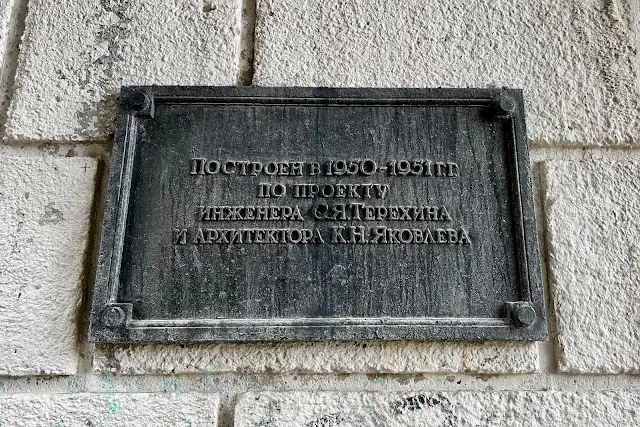 Построен в 1950-1951 гг
по проекту
инженера С.Я.Терехина
и архитектора К.Н.Яковлева